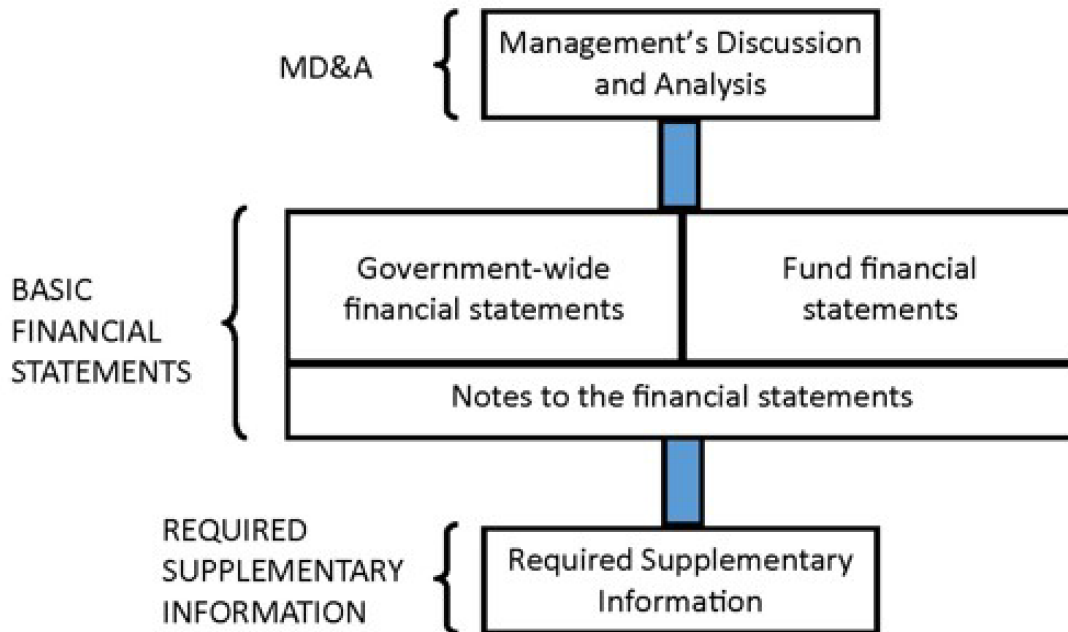 MD&A
Management’s Discussion
and Analysis
BASIC
FINANCIAL
STATEMENTS
Government-wide
financial statements
Fund financial
statements
Notes to the financial statements
REQUIRED
SUPPLEMENTARY
INFORMATION
Required Supplementary
Information